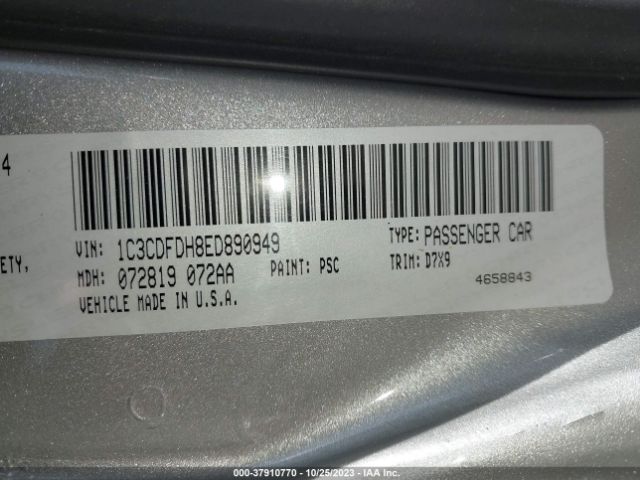 4
ETY,
VIN: 1C3CDFDH8ED890949
TYPE: PASSENGER CAR
MDH: 072819 072AA
PAINT: PSC
TRIM: D7X9
VEHICLE MADE IN U.S.A.
4658843
000-37910770 • 10/25/2023 • IAA Inc.